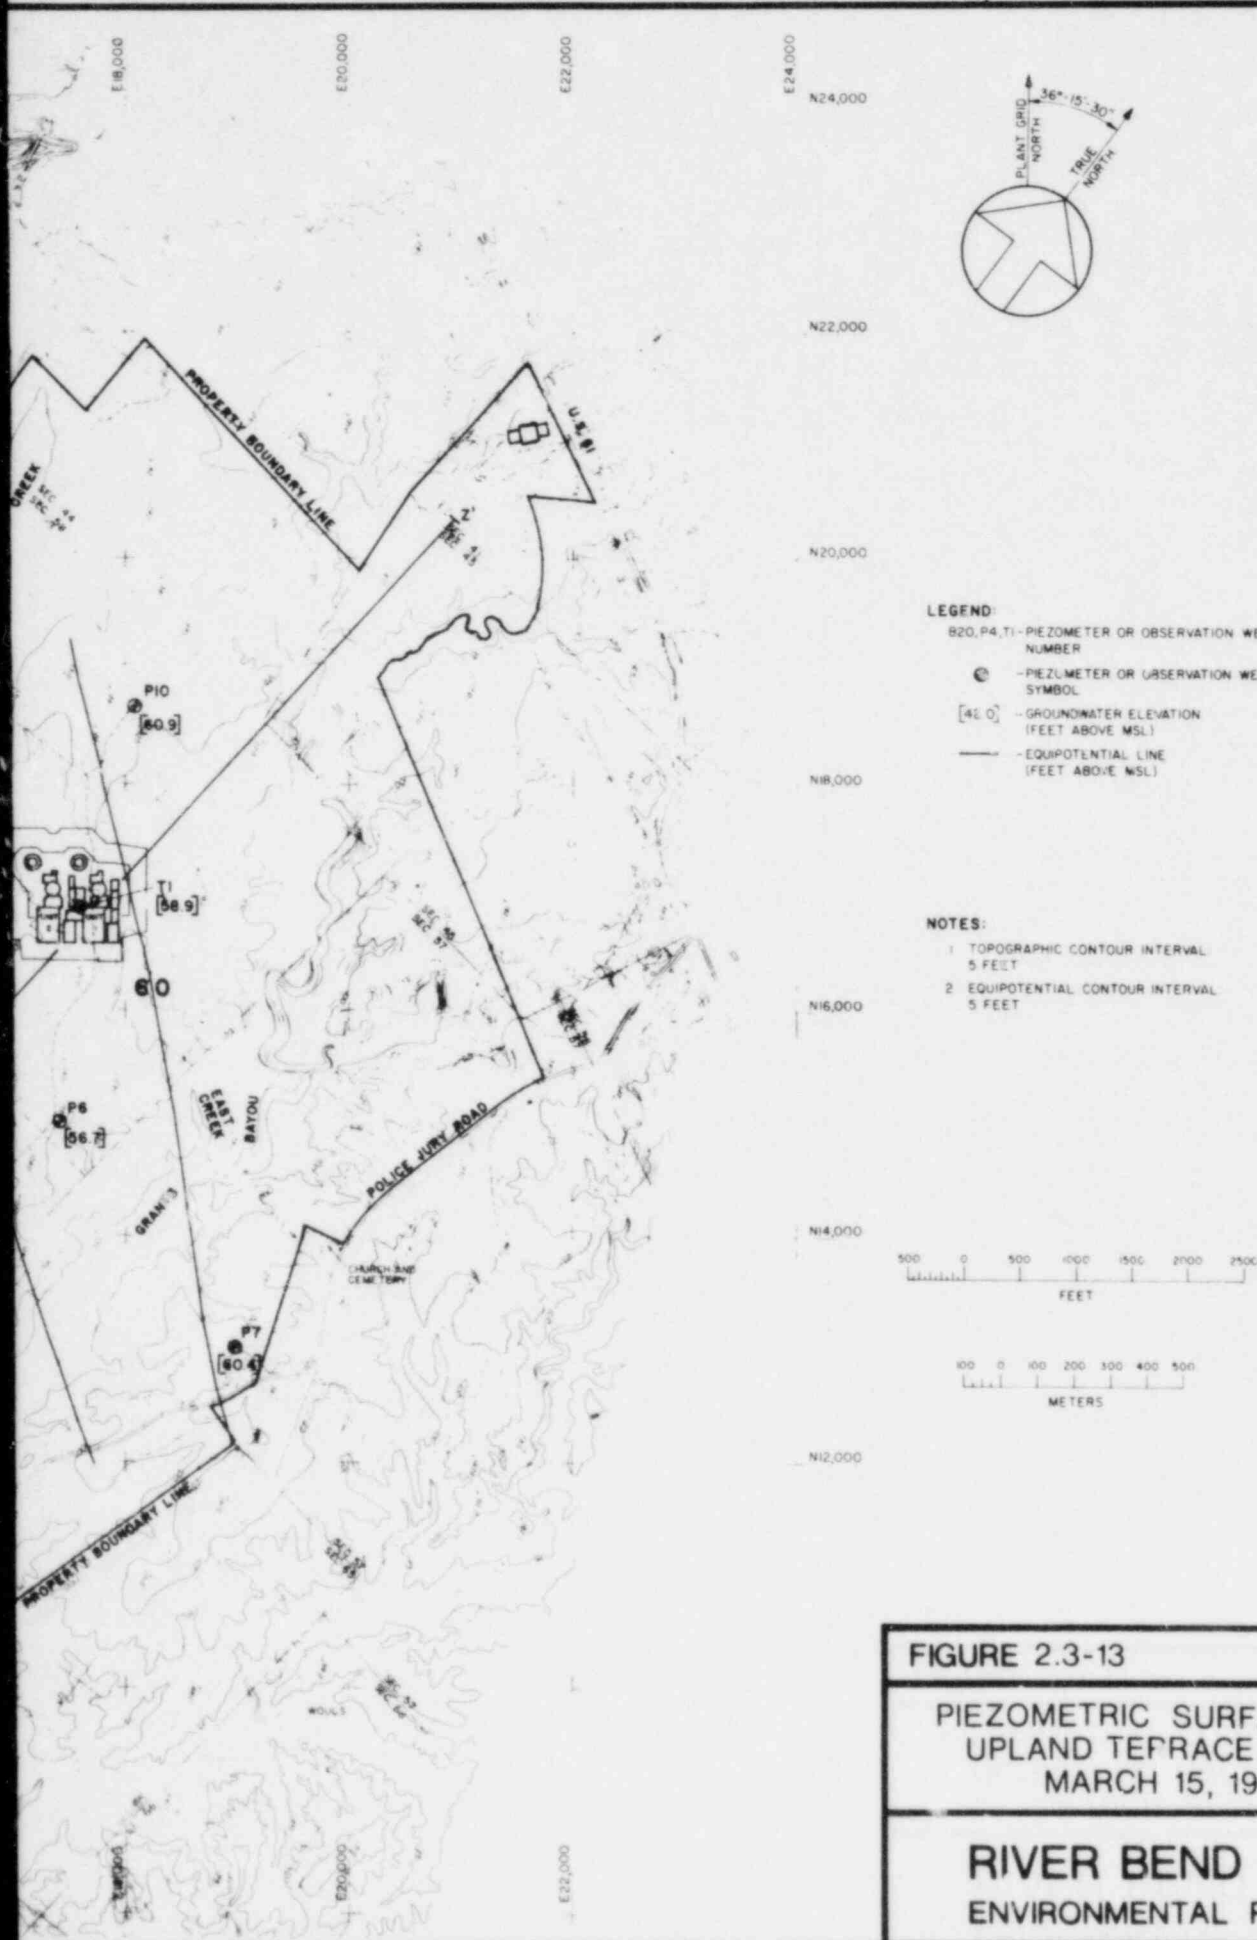 E18,000
E20,000
E22,000
E24,000
N24,000
PLANT GRID
NORTH
36°-15'-30"
TRUE
NORTH
N22,000
PROPERTY BOUNDARY LINE
U.S. 61
CREEK
SEC 44
N20,000
LEGEND:
B20, P4, T1 - PIEZOMETER OR OBSERVATION WE
NUMBER
- PIEZOMETER OR OBSERVATION WE
SYMBOL
[42.0] - GROUNDWATER ELEVATION
(FEET ABOVE MSL)
- EQUIPOTENTIAL LINE
(FEET ABOVE MSL)
P10
[60.9]
N18,000
T1
[58.9]
NOTES:
1 TOPOGRAPHIC CONTOUR INTERVAL
5 FEET
2 EQUIPOTENTIAL CONTOUR INTERVAL
5 FEET
60
N16,000
P6
[56.7]
EAST
CREEK
BAYOU
POLICE JURY ROAD
N14,000
CHURCH AND
CEMETERY
500 0 500 1000 1500 2000 2500
FEET
P7
[60.4]
100 0 100 200 300 400 500
METERS
N12,000
PROPERTY BOUNDARY LINE
FIGURE 2.3-13
PIEZOMETRIC SURF
UPLAND TERRACE
MARCH 15, 19
RIVER BEND
ENVIRONMENTAL
E20,000
E22,000